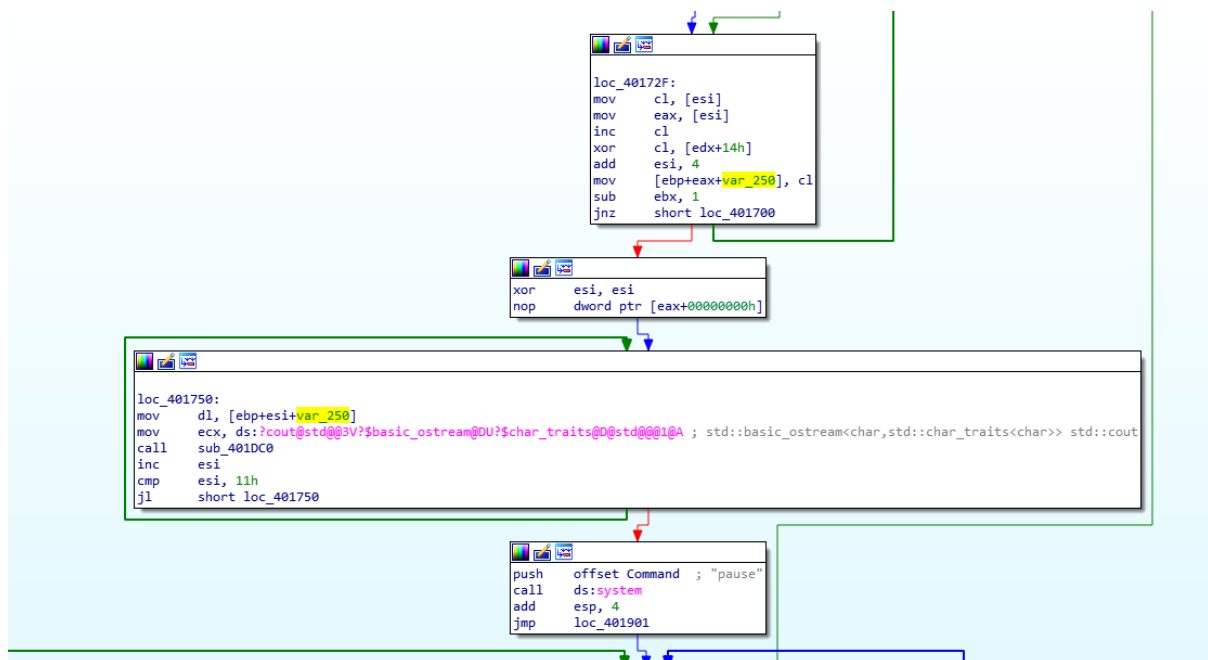 loc_40172F:
mov cl, [esi]
mov eax, [esi]
inc cl
xor cl, [edx+14h]
add esi, 4
mov [ebp+eax+var_250], cl
sub ebx, 1
jnz short loc_401700
xor esi, esi
nop dword ptr [eax+00000000h]
loc_401750:
mov dl, [ebp+esi+var_250]
mov ecx, ds:?cout@std@@3V?$basic_ostream@DU?$char_traits@D@std@@@1@A ; std::basic_ostream<char,std::char_traits<char>> std::cout
call sub_401DC0
inc esi
cmp esi, 11h
jl short loc_401750
push offset Command ; "pause"
call ds:system
add esp, 4
jmp loc_401901